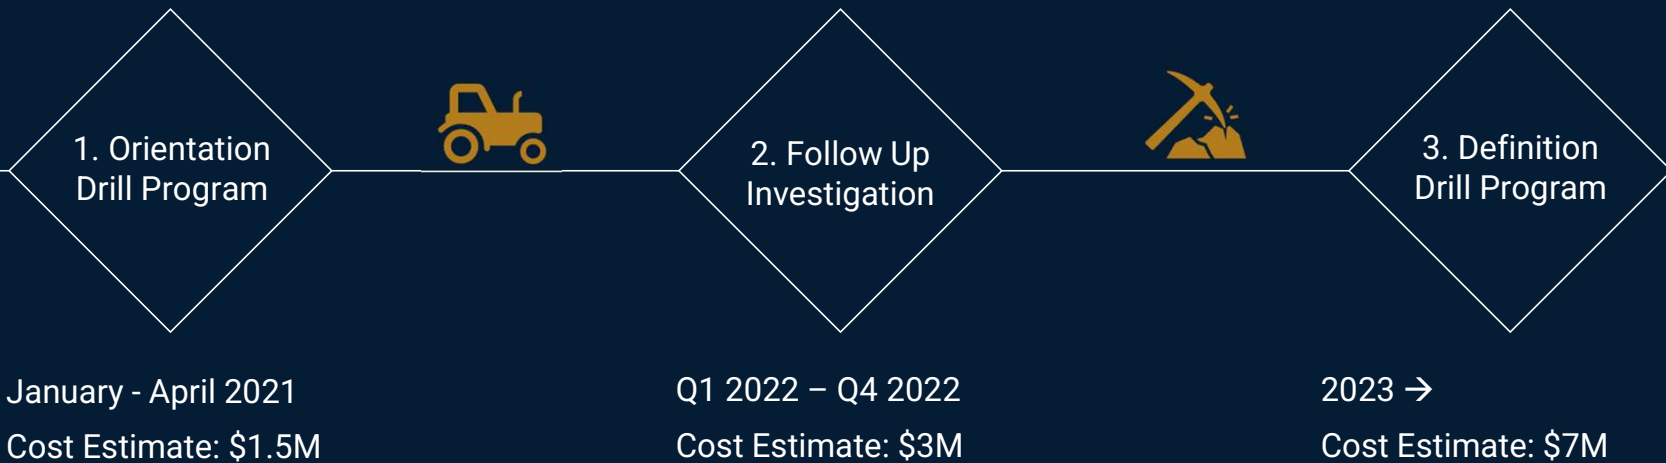 1. Orientation
Drill Program
2. Follow Up
Investigation
3. Definition
Drill Program
January - April 2021
Cost Estimate: $1.5M
Q1 2022 – Q4 2022
Cost Estimate: $3M
2023 →
Cost Estimate: $7M